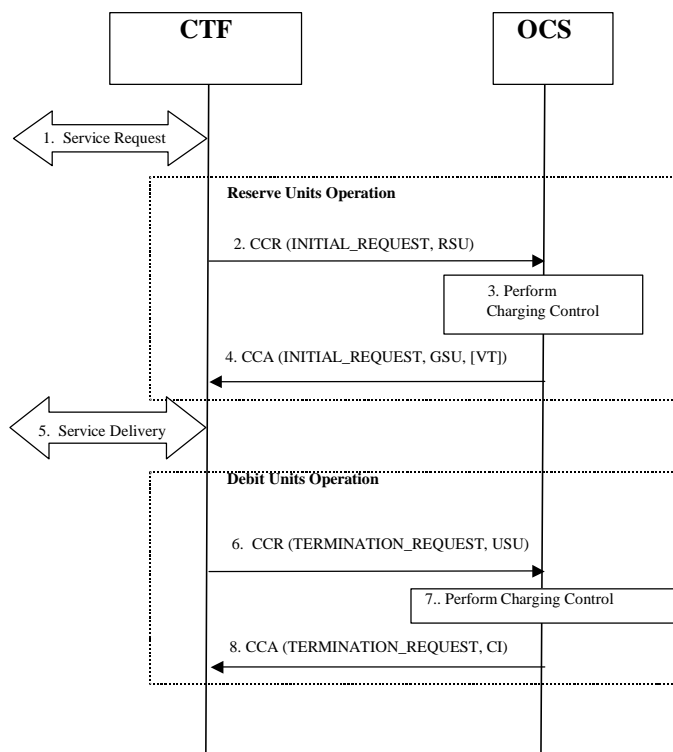 CTF
OCS
1. Service Request
Reserve Units Operation
2. CCR (INITIAL_REQUEST, RSU)
3. Perform
Charging Control
4. CCA (INITIAL_REQUEST, GSU, [VT])
5. Service Delivery
Debit Units Operation
6. CCR (TERMINATION_REQUEST, USU)
7.. Perform Charging Control
8. CCA (TERMINATION_REQUEST, CI)